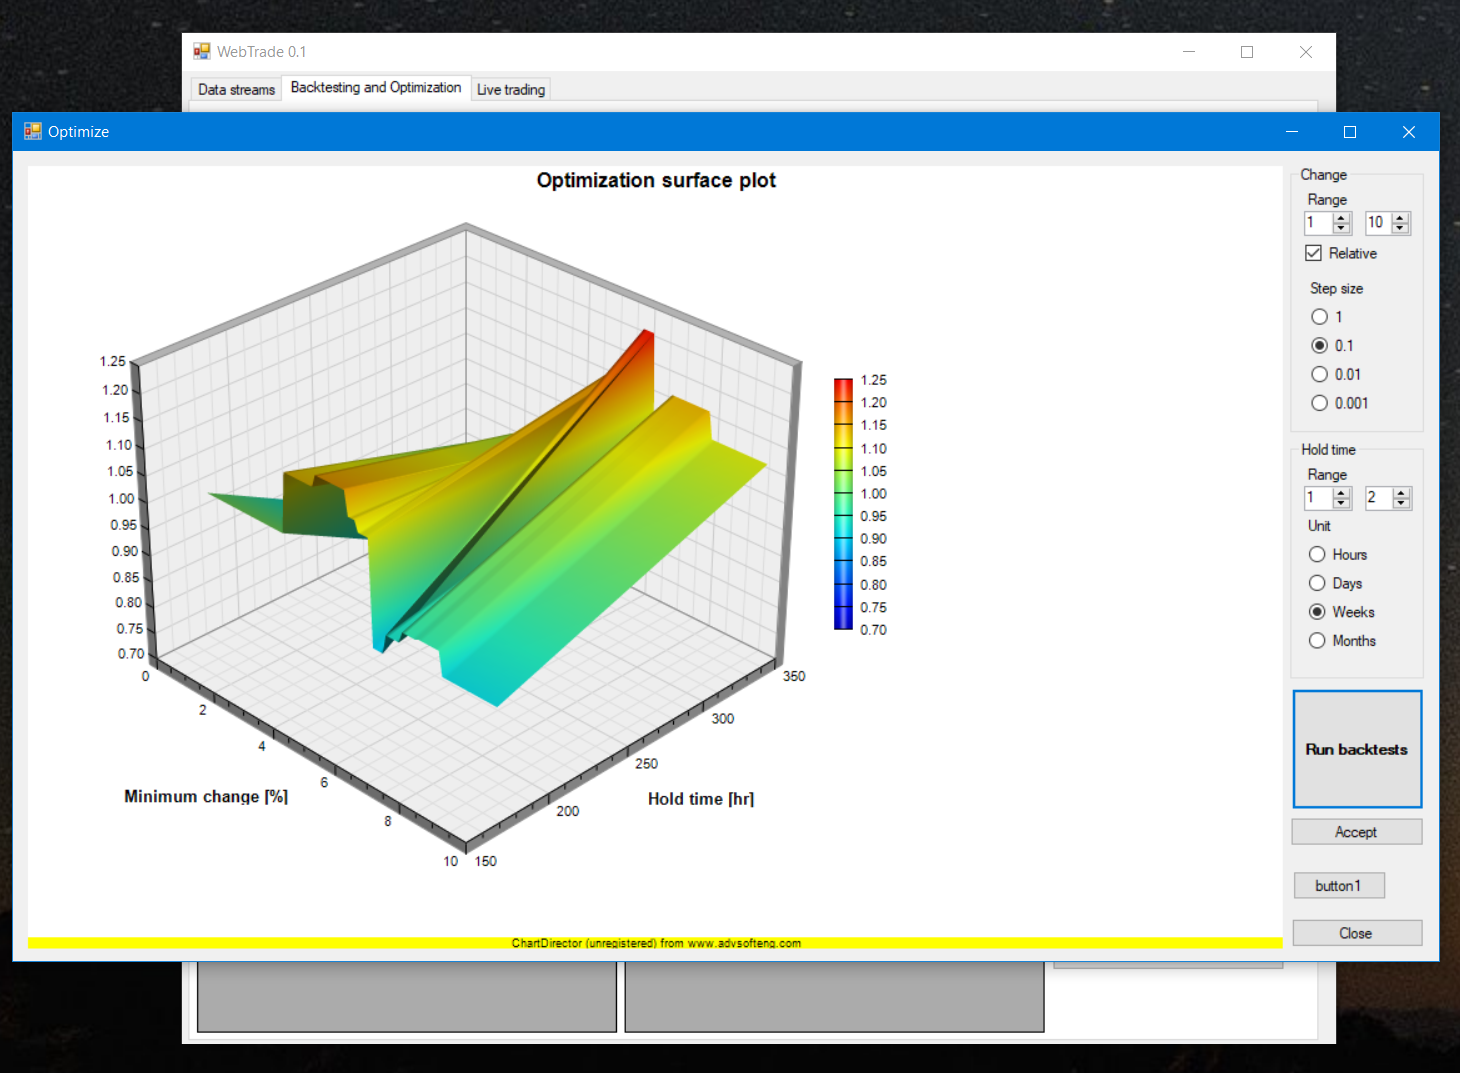 WebTrade 0.1
Data streams
Backtesting and Optimization
Live trading
Optimize
Optimization surface plot
1.25
1.20
1.15
1.10
1.05
1.00
0.95
0.90
0.85
0.80
0.75
0.70
0
2
4
6
8
10
Minimum change [%]
150
200
250
300
350
Hold time [hr]
1.25
1.20
1.15
1.10
1.05
1.00
0.95
0.90
0.85
0.80
0.75
0.70
ChartDirector (unregistered) from www.advsofteng.com
Change
Range
1 10
Relative
Step size
1
0.1
0.01
0.001
Hold time
Range
1 2
Unit
Hours
Days
Weeks
Months
Run backtests
Accept
button1
Close